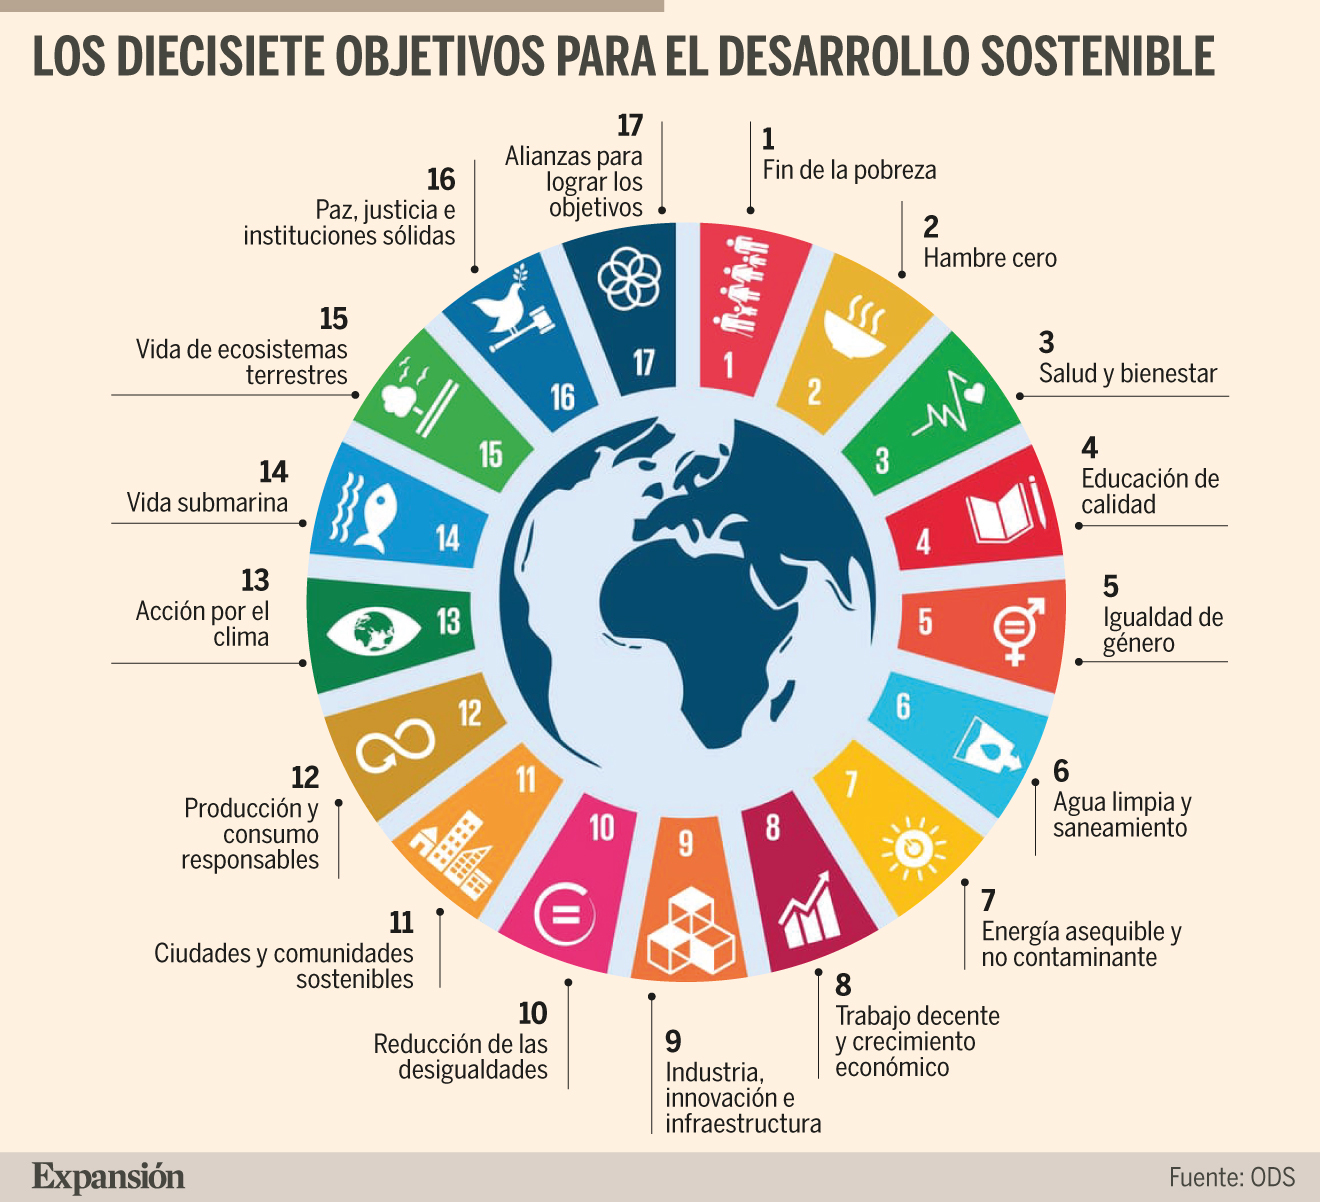 LOS DIECISIETE OBJETIVOS PARA EL DESARROLLO SOSTENIBLE
1
Fin de la pobreza
2
Hambre cero
3
Salud y bienestar
4
Educación de
calidad
5
Igualdad de
género
6
Agua limpia y
saneamiento
7
Energía asequible y
no contaminante
8
Trabajo decente
y crecimiento
económico
9
Industria,
innovación e
infraestructura
10
Reducción de las
desigualdades
11
Ciudades y comunidades
sostenibles
12
Producción y
consumo
responsables
13
Acción por el
clima
14
Vida submarina
15
Vida de ecosistemas
terrestres
16
Paz, justicia e
instituciones sólidas
17
Alianzas para
lograr los
objetivos
1
2
3
4
5
6
7
8
9
10
11
12
13
14
15
16
17
Expansión
Fuente: ODS